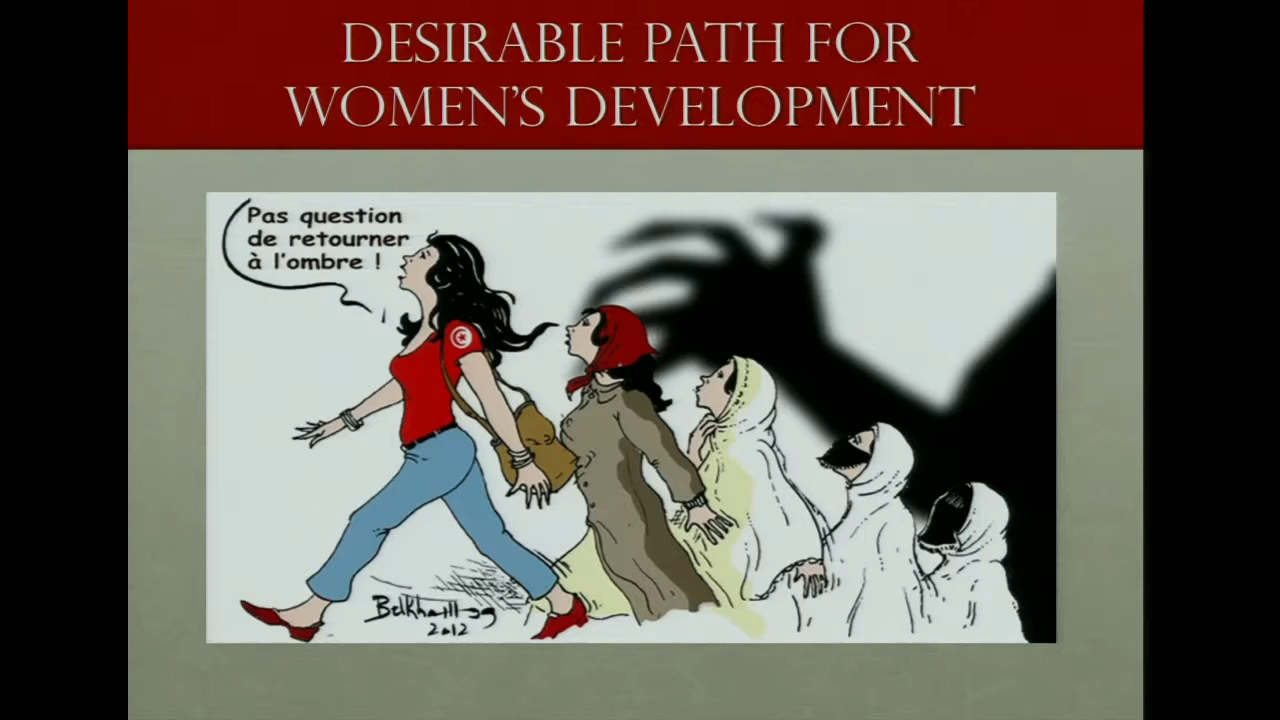 DESIRABLE PATH FOR
WOMEN'S DEVELOPMENT
Pas question
de retourner
à l'ombre !
2012